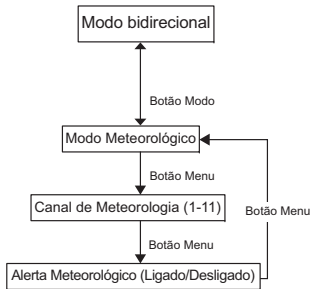 Modo bidirecional
Botão Modo
Modo Meteorológico
Botão Menu
Canal de Meteorologia (1-11)
Botão Menu
Botão Menu
Alerta Meteorológico (Ligado/Desligado)